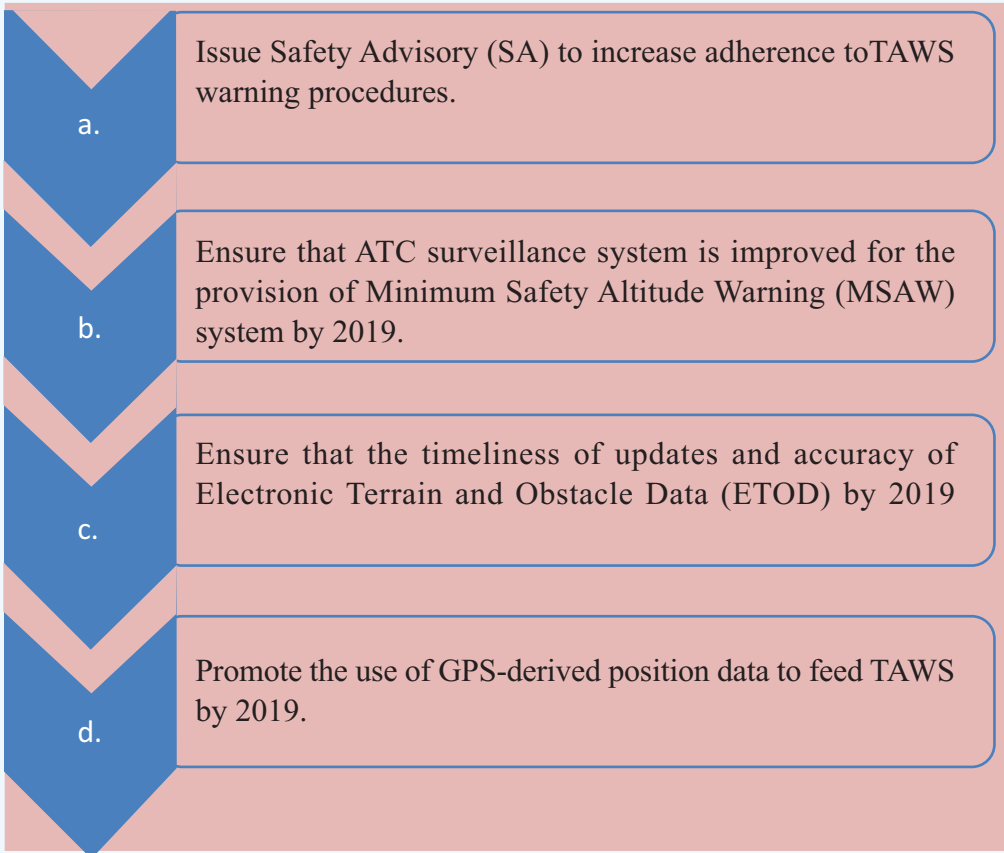 a.
Issue Safety Advisory (SA) to increase adherence toTAWS
warning procedures.
b.
Ensure that ATC surveillance system is improved for the
provision of Minimum Safety Altitude Warning (MSAW)
system by 2019.
c.
Ensure that the timeliness of updates and accuracy of
Electronic Terrain and Obstacle Data (ETOD) by 2019
d.
Promote the use of GPS-derived position data to feed TAWS
by 2019.